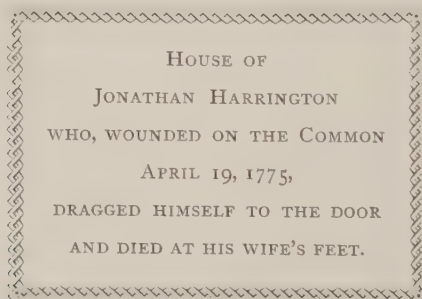 House of
Jonathan Harrington
who, wounded on the Common
April 19, 1775,
dragged himself to the door
and died at his wife's feet.